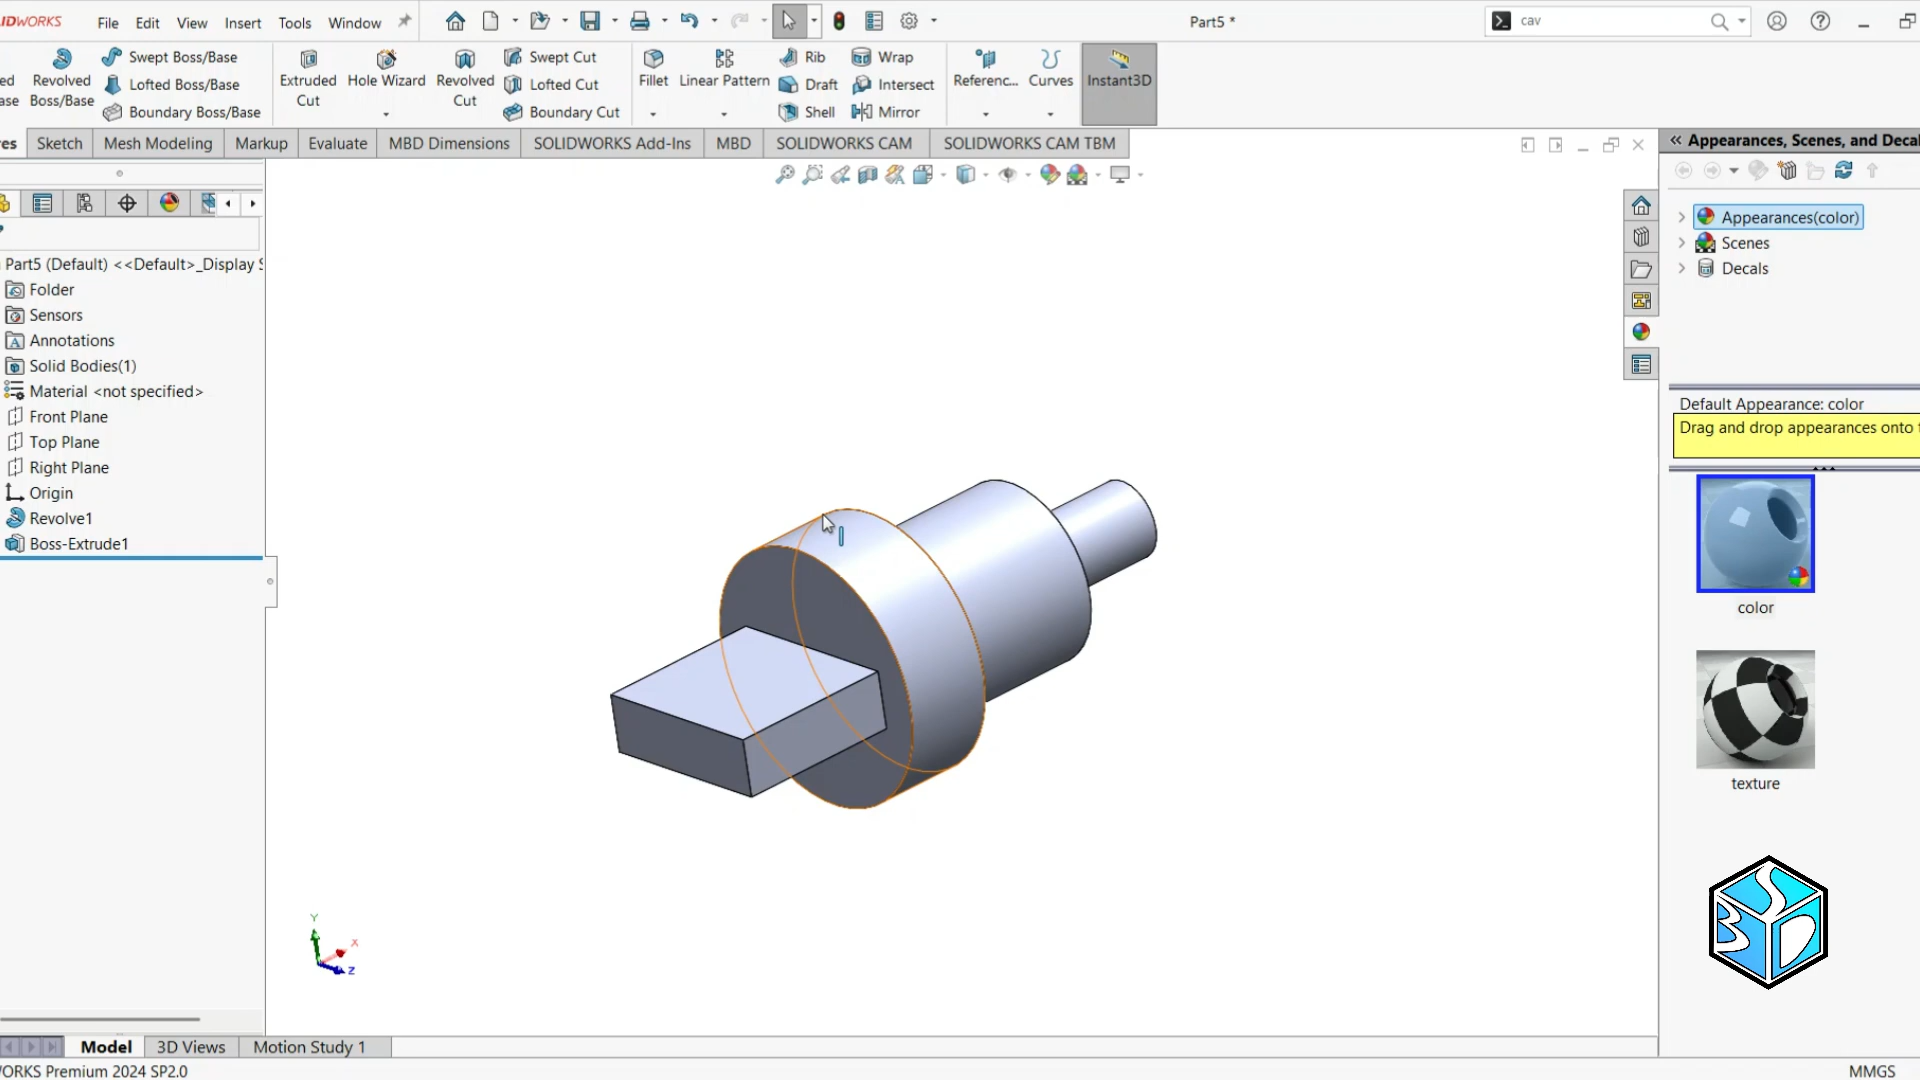 DWORKS
File Edit View Insert Tools Window
Part5 *
cav
Revolved Boss/Base
Swept Boss/Base
Lofted Boss/Base
Boundary Boss/Base
Extruded Cut
Hole Wizard
Revolved Cut
Swept Cut
Lofted Cut
Boundary Cut
Fillet
Linear Pattern
Rib
Draft
Shell
Wrap
Intersect
Mirror
Referenc...
Curves
Instant3D
es Sketch Mesh Modeling Markup Evaluate MBD Dimensions SOLIDWORKS Add-Ins MBD SOLIDWORKS CAM SOLIDWORKS CAM TBM
Part5 (Default) <<Default>_Display S
Folder
Sensors
Annotations
Solid Bodies(1)
Material <not specified>
Front Plane
Top Plane
Right Plane
Origin
Revolve1
Boss-Extrude1
Y
X
Z
Appearances, Scenes, and Decal
Appearances(color)
Scenes
Decals
Default Appearance: color
Drag and drop appearances onto t
color
texture
3 S D
Model 3D Views Motion Study 1
ORKS Premium 2024 SP2.0
MMGS